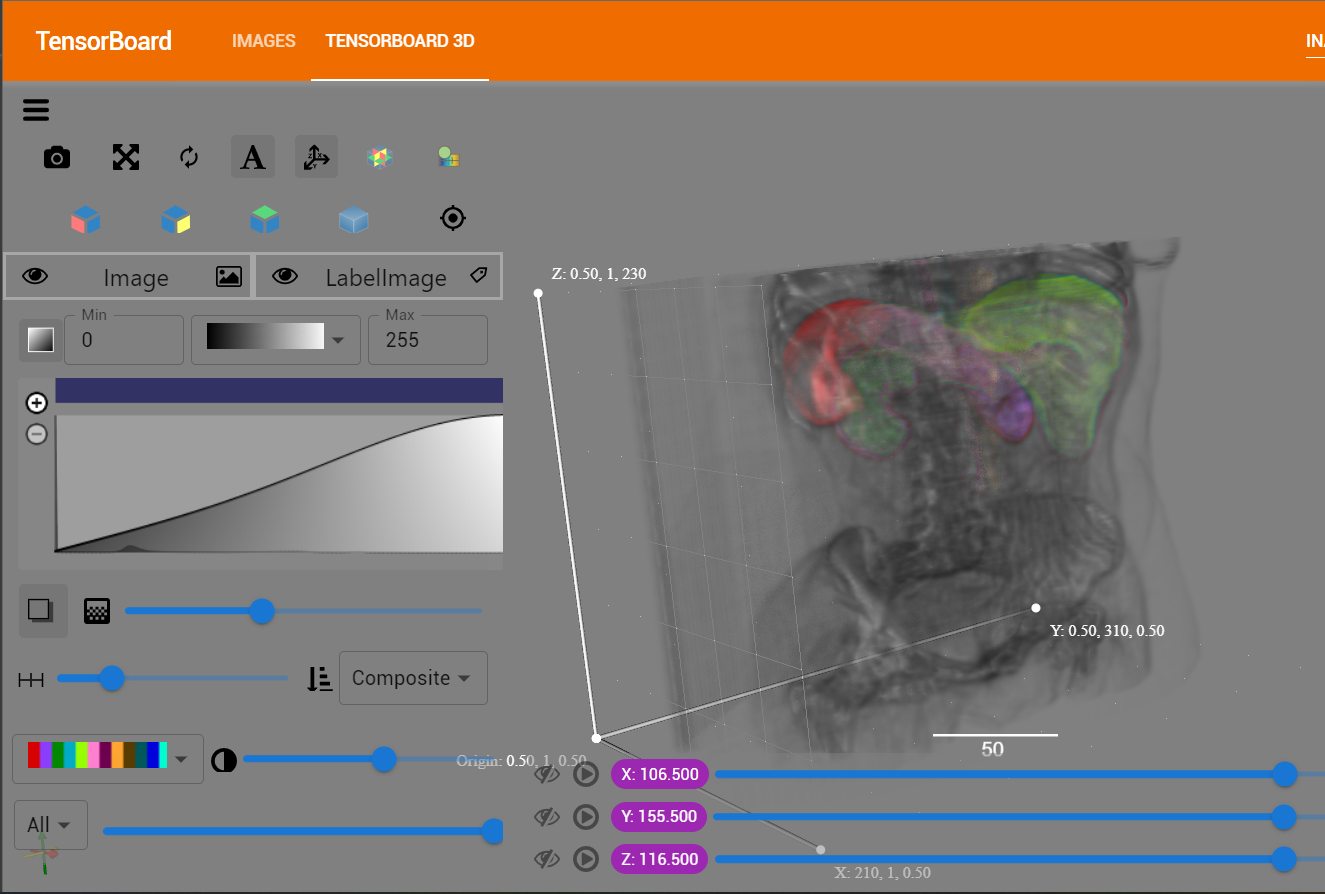 TensorBoard
IMAGES
TENSORBOARD 3D
INA
A
Image
LabelImage
Min
0
Max
255
Composite
All
Z: 0.50, 1, 230
Y: 0.50, 310, 0.50
50
Origin: 0.50, 1, 0.50
X: 106.500
Y: 155.500
Z: 116.500
X: 210, 1, 0.50